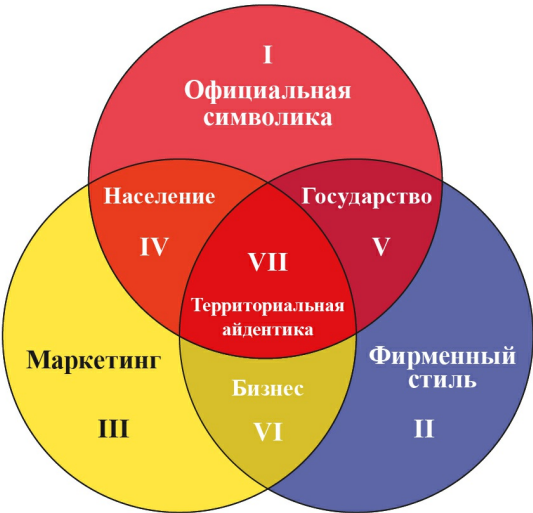 I
Официальная
символика
Население
Государство
IV
VII
V
Территориальная
айдентика
Маркетинг
Фирменный
стиль
Бизнес
III
VI
II